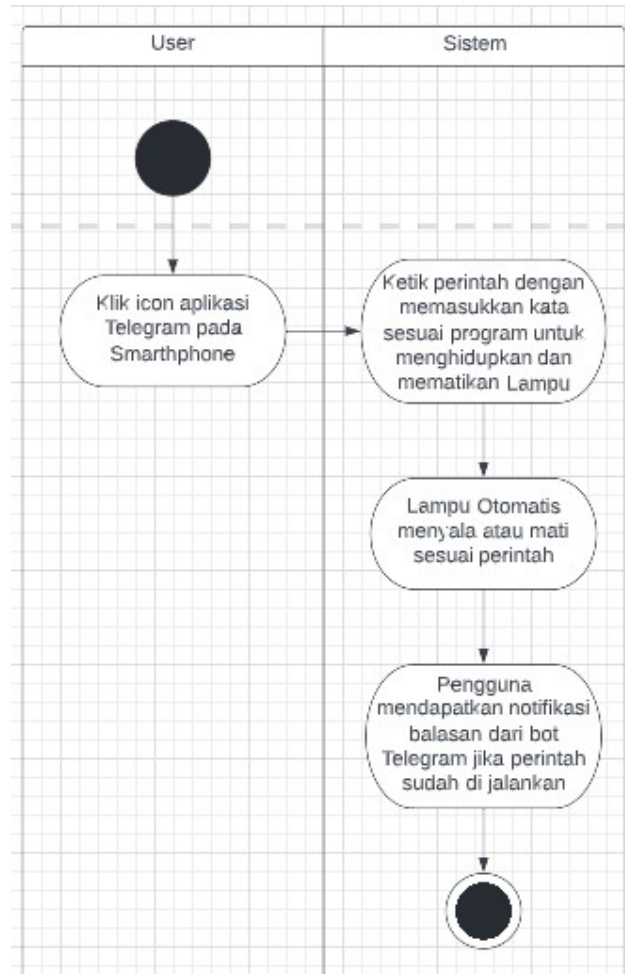 User
Sistem
Klik icon aplikasi
Telegram pada
Smarthphone
Ketik perintah dengan
memasukkan kata
sesuai program untuk
menghidupkan dan
mematikan Lampu
Lampu Otomatis
menyala atau mati
sesuai perintah
Pengguna
mendapatkan notifikasi
balasan dari bot
Telegram jika perintah
sudah di jalankan